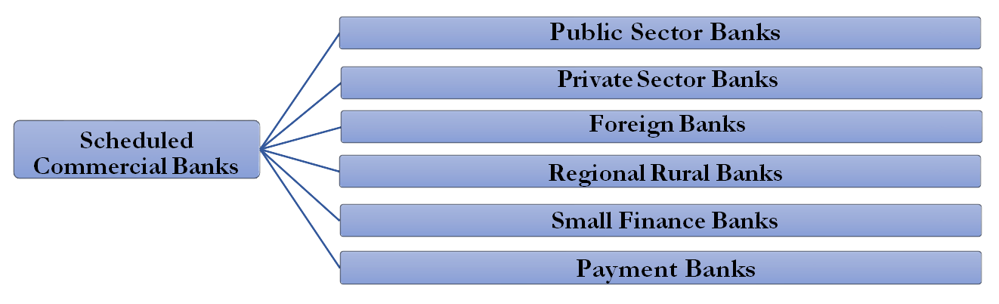 Scheduled
Commercial Banks
Public Sector Banks
Private Sector Banks
Foreign Banks
Regional Rural Banks
Small Finance Banks
Payment Banks